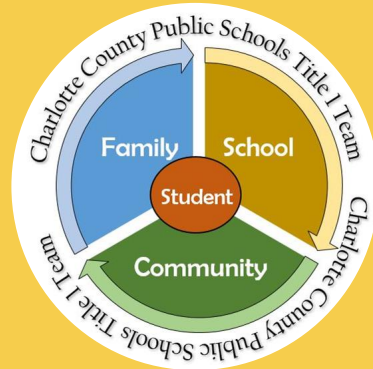 Charlotte County Public Schools Title I Team
Charlotte County Public Schools Title I Team
Family
School
Student
Community